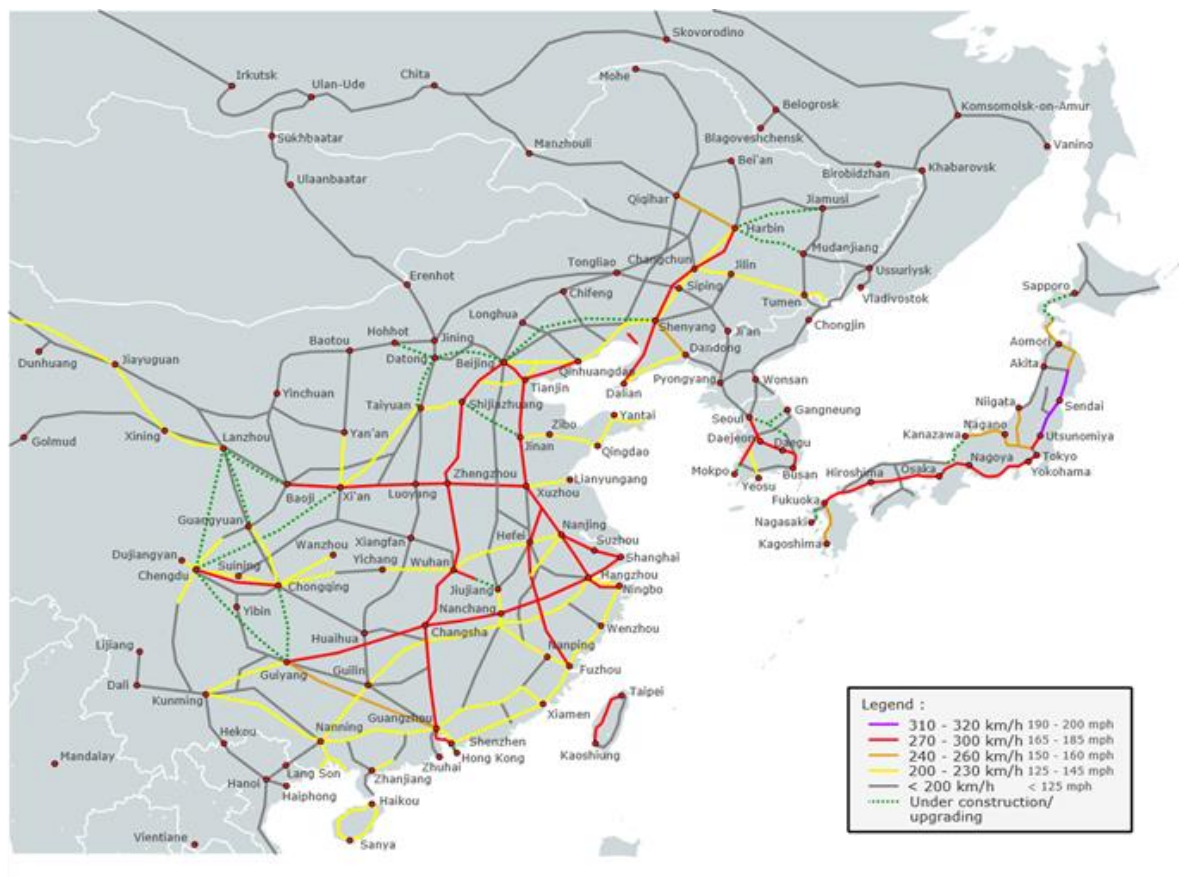 Skovorodino
Irkutsk
Ulan-Ude
Chita
Mohe
Belogrosk
Komsomolsk-on-Amur
Sükhbaatar
Manzhouli
Blagoveshchensk
Vanino
Bei'an
Birobidzhan
Khabarovsk
Ulaanbaatar
Qiqihar
Jiamusi
Harbin
Mudanjiang
Changchun
Jilin
Ussuriysk
Tongliao
Erenhot
Siping
Tumen
Vladivostok
Sapporo
Chifeng
Longhua
Shenyang
Ji'an
Chongjin
Hohhot
Jining
Baotou
Aomori
Dunhuang
Jiayuguan
Datong
Beijing
Dandong
Akita
Qinhuangdao
Pyongyang
Wonsan
Yinchuan
Tianjin
Dalian
Taiyuan
Shijiazhuang
Niigata
Sendai
Yantai
Seoul
Gangneung
Xining
Yan'an
Zibo
Nagano
Golmud
Lanzhou
Jinan
Qingdao
Daejeon
Daegu
Kanazawa
Utsunomiya
Tokyo
Mokpo
Busan
Hiroshima
Osaka
Nagoya
Yokohama
Zhengzhou
Yeosu
Lianyungang
Baoji
Xi'an
Luoyang
Xuzhou
Fukuoka
Guangyuan
Nanjing
Nagasaki
Xiangfan
Hefei
Suzhou
Kagoshima
Dujiangyan
Wanzhou
Yichang
Wuhan
Shanghai
Chengdu
Suining
Hangzhou
Chongqing
Jiujiang
Ningbo
Yibin
Nanchang
Huaihua
Changsha
Wenzhou
Lijiang
Nanping
Guiyang
Guilin
Fuzhou
Dali
Kunming
Taipei
Xiamen
Nanning
Guangzhou
Hekou
Shenzhen
Hong Kong
Kaoshiung
Mandalay
Zhuhai
Lang Son
Zhanjiang
Hanoi
Haiphong
Haikou
Vientiane
Sanya
Legend :
310 - 320 km/h 190 - 200 mph
270 - 300 km/h 165 - 185 mph
240 - 260 km/h 150 - 160 mph
200 - 230 km/h 125 - 145 mph
< 200 km/h < 125 mph
Under construction/
upgrading